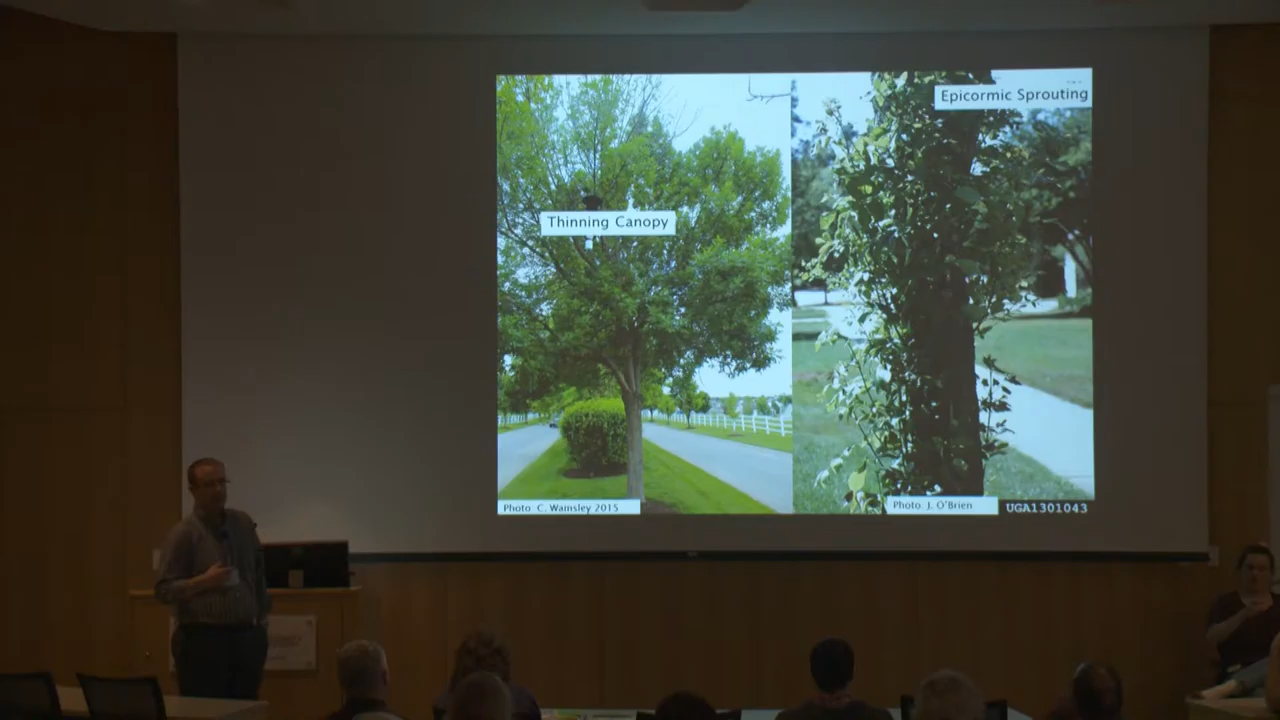 Epicormic Sprouting
Thinning Canopy
Photo C. Wamsley 2015
Photo J. O'Brien
UGA1301043